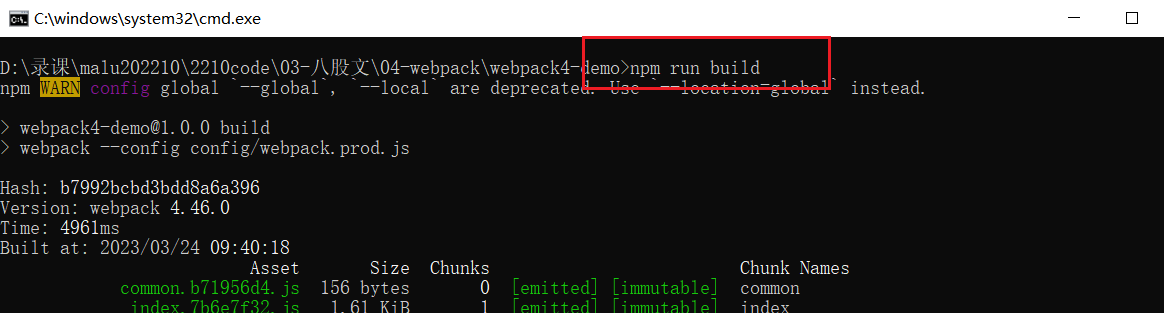 C:\windows\system32\cmd.exe
D:\录课\malu202210\2210code\03-八股文\04-webpack\webpack4-demo>npm run build
npm WARN config global `--global`, `--local` are deprecated. Use `--location=global` instead.
> webpack4-demo@1.0.0 build
> webpack --config config/webpack.prod.js
Hash: b7992bcbd3bdd8a6a396
Version: webpack 4.46.0
Time: 4961ms
Built at: 2023/03/24 09:40:18
Asset Size Chunks Chunk Names
common.b71956d4.js 156 bytes 0 [emitted] [immutable] common
index.7b6e7f32.js 1.61 KiB 1 [emitted] [immutable] index